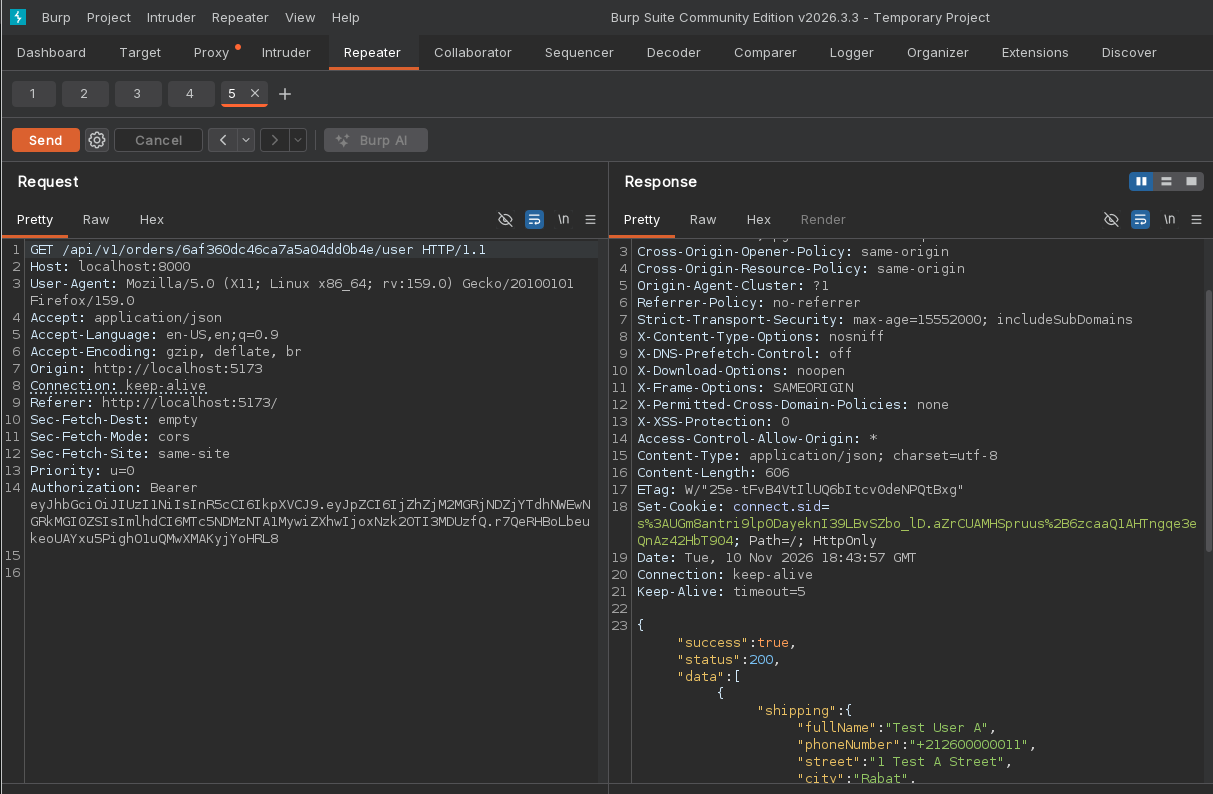 Burp Project Intruder Repeater View Help Burp Suite Community Edition v2026.3.3 - Temporary Project
Dashboard Target Proxy Intruder Repeater Collaborator Sequencer Decoder Comparer Logger Organizer Extensions Discover
1 2 3 4 5 × +
Send Cancel < > Burp AI
Request
Pretty Raw Hex \n
1 GET /api/v1/orders/6af360dc46ca7a5a04dd0b4e/user HTTP/1.1
2 Host: localhost:8000
3 User-Agent: Mozilla/5.0 (X11; Linux x86_64; rv:159.0) Gecko/20100101
Firefox/159.0
4 Accept: application/json
5 Accept-Language: en-US,en;q=0.9
6 Accept-Encoding: gzip, deflate, br
7 Origin: http://localhost:5173
8 Connection: keep-alive
9 Referer: http://localhost:5173/
10 Sec-Fetch-Dest: empty
11 Sec-Fetch-Mode: cors
12 Sec-Fetch-Site: same-site
13 Priority: u=0
14 Authorization: Bearer
eyJhbGciOiJIUzI1NiIsInR5cCI6IkpXVCJ9.eyJpZCI6IjZhZjM2MGRjNDZjYTdhNWEwN
GRkMGI0ZSIsImlhdCI6MTc5NDMzNTA1MywiZXhwIjoxNzk2OTI3MDUzfQ.r7QeRHBoLbeu
keoUAYxu5PighO1uQMwXMAKyjYoHRL8
15
16
Response
Pretty Raw Hex Render \n
3 Cross-Origin-Opener-Policy: same-origin
4 Cross-Origin-Resource-Policy: same-origin
5 Origin-Agent-Cluster: ?1
6 Referrer-Policy: no-referrer
7 Strict-Transport-Security: max-age=15552000; includeSubDomains
8 X-Content-Type-Options: nosniff
9 X-DNS-Prefetch-Control: off
10 X-Download-Options: noopen
11 X-Frame-Options: SAMEORIGIN
12 X-Permitted-Cross-Domain-Policies: none
13 X-XSS-Protection: 0
14 Access-Control-Allow-Origin: *
15 Content-Type: application/json; charset=utf-8
16 Content-Length: 606
17 ETag: W/"25e-tFvB4VtIlUQ6bItcv0deNPQtBxg"
18 Set-Cookie: connect.sid=
s%3AUGm8antri9lpODayeknI39LBvSZbo_lD.aZrCUAMHSpruus%2B6zcaaQ1AHTngqe3e
QnAz42HbT904; Path=/; HttpOnly
19 Date: Tue, 10 Nov 2026 18:43:57 GMT
20 Connection: keep-alive
21 Keep-Alive: timeout=5
22
23 {
"success":true,
"status":200,
"data":[
{
"shipping":{
"fullName":"Test User A",
"phoneNumber":"+212600000011",
"street":"1 Test A Street",
"city":"Rabat",